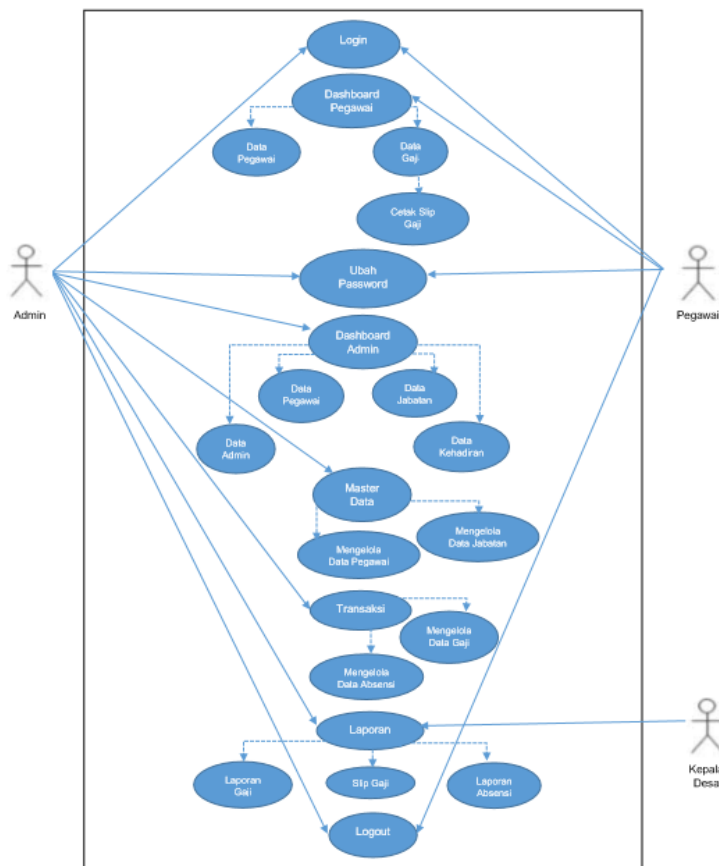 Login
Dashboard
Pegawai
Data
Pegawai
Data
Gaji
Cetak Slip
Gaji
Admin
Ubah
Password
Pegawai
Dashboard
Admin
Data
Pegawai
Data
Jabatan
Data
Admin
Data
Kehadiran
Master
Data
Mengelola
Data Jabatan
Mengelola
Data Pegawai
Transaksi
Mengelola
Data Gaji
Mengelola
Data Absensi
Laporan
Kepala
Desa
Laporan
Gaji
Slip Gaji
Laporan
Absensi
Logout